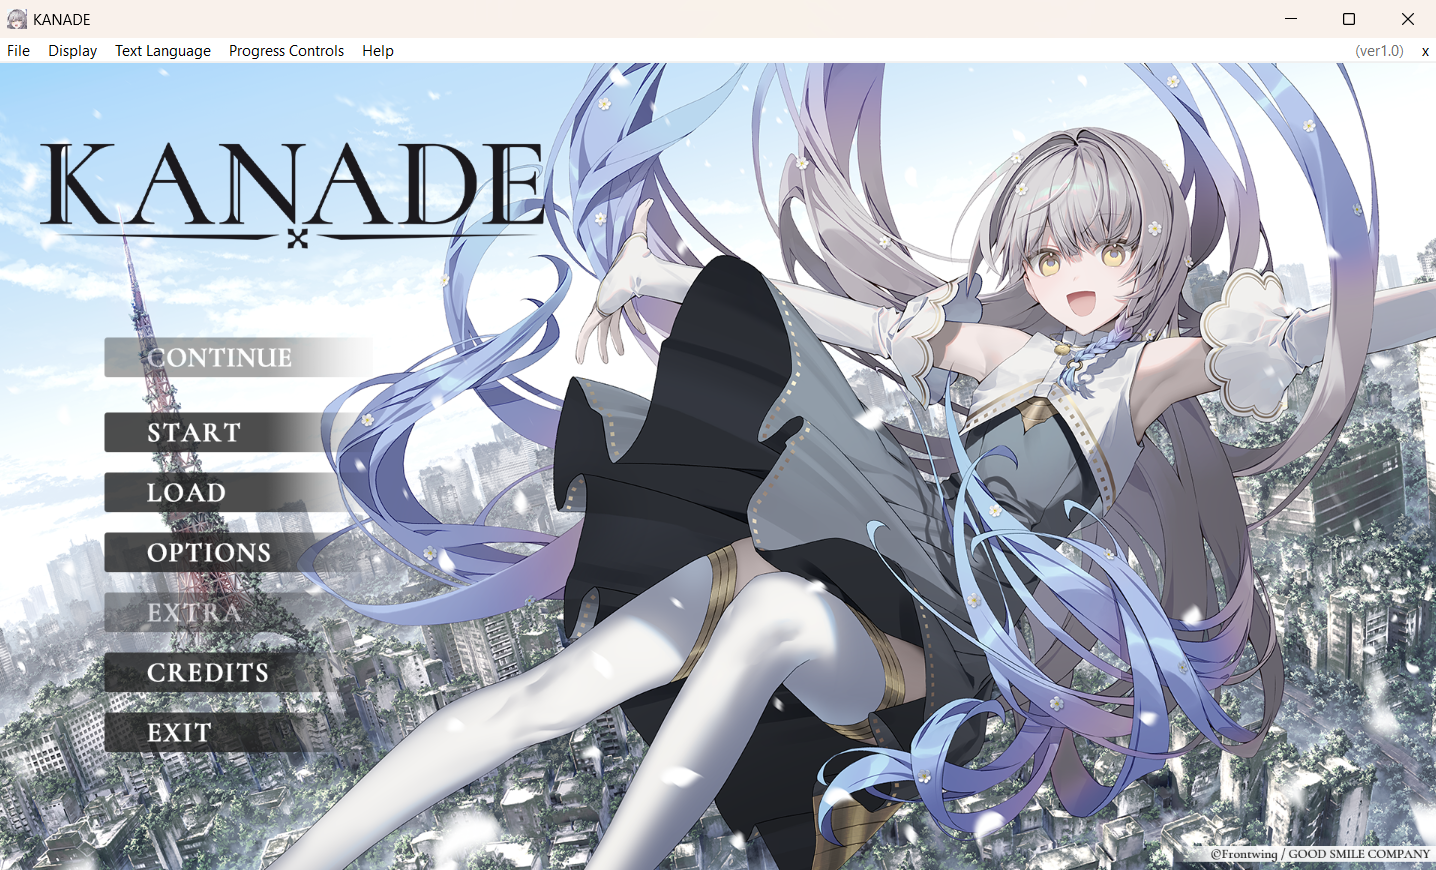 KANADE
File Display Text Language Progress Controls Help (ver1.0) x
KANADE
CONTINUE
START
LOAD
OPTIONS
EXTRA
CREDITS
EXIT
©Frontwing / GOOD SMILE COMPANY